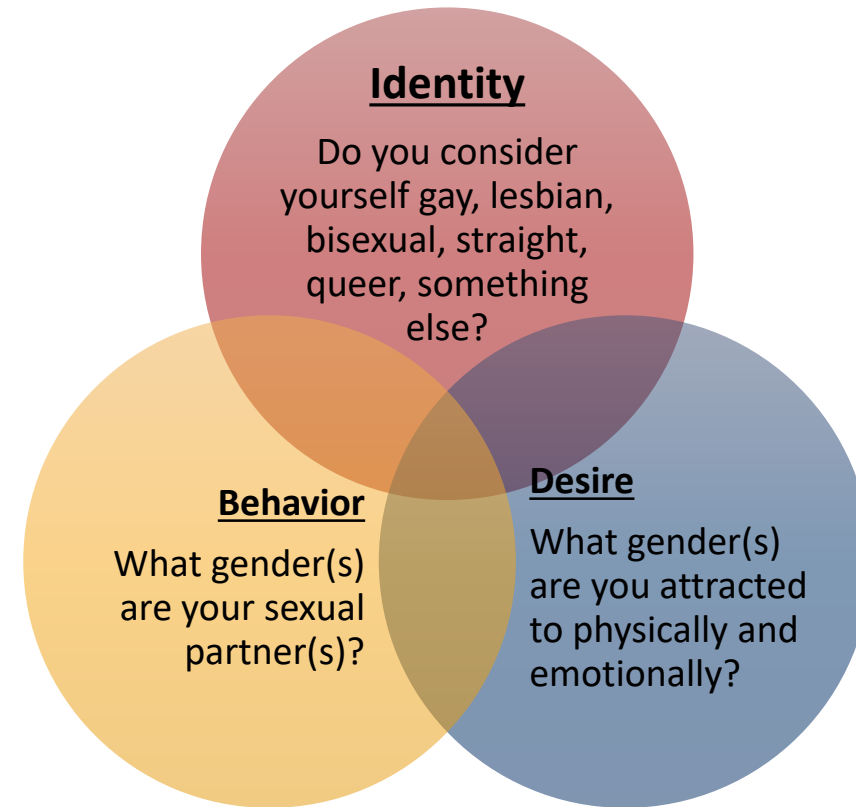 Identity
Do you consider
yourself gay, lesbian,
bisexual, straight,
queer, something
else?
Behavior
What gender(s)
are your sexual
partner(s)?
Desire
What gender(s)
are you attracted
to physically and
emotionally?